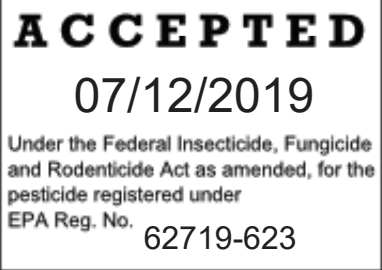 ACCEPTED
07/12/2019
Under the Federal Insecticide, Fungicide
and Rodenticide Act as amended, for the
pesticide registered under
EPA Reg. No. 62719-623